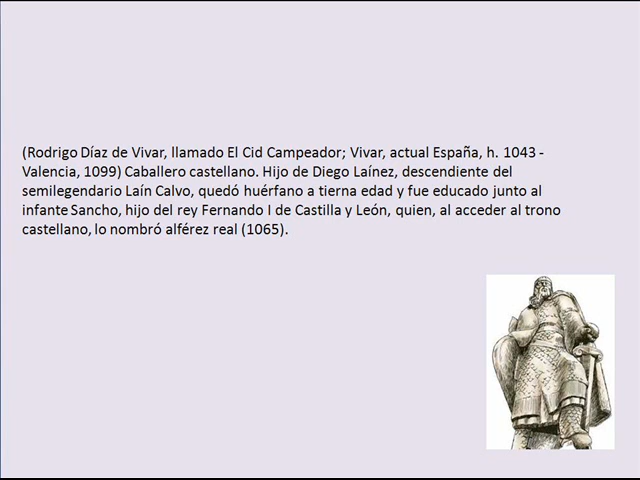 (Rodrigo Díaz de Vivar, llamado El Cid Campeador; Vivar, actual España, h. 1043 -
Valencia, 1099) Caballero castellano. Hijo de Diego Laínez, descendiente del
semilegendario Laín Calvo, quedó huérfano a tierna edad y fue educado junto al
infante Sancho, hijo del rey Fernando I de Castilla y León, quien, al acceder al trono
castellano, lo nombró alférez real (1065).